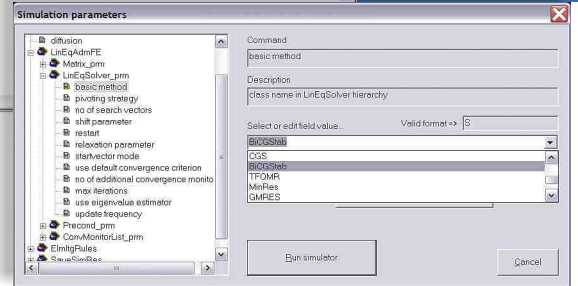 Simulation parameters
diffusion
LinEqAdmFE
Matrix_prm
LinEqSolver_prm
basic method
pivoting strategy
no of search vectors
shift parameter
restart
relaxation parameter
startvector mode
use default convergence criterion
no of additional convergence monito
max iterations
use eigenvalue estimator
update frequency
Precond_prm
ConvMonitorList_prm
ElmItgRules
SaveSimRes
Command
basic method
Description
class name in LinEqSolver hierarchy
Select or edit field value...
Valid format=> S
BiCGStab
CGS
BiCGStab
TFQMR
MinRes
GMRES
Run simulator
Cancel